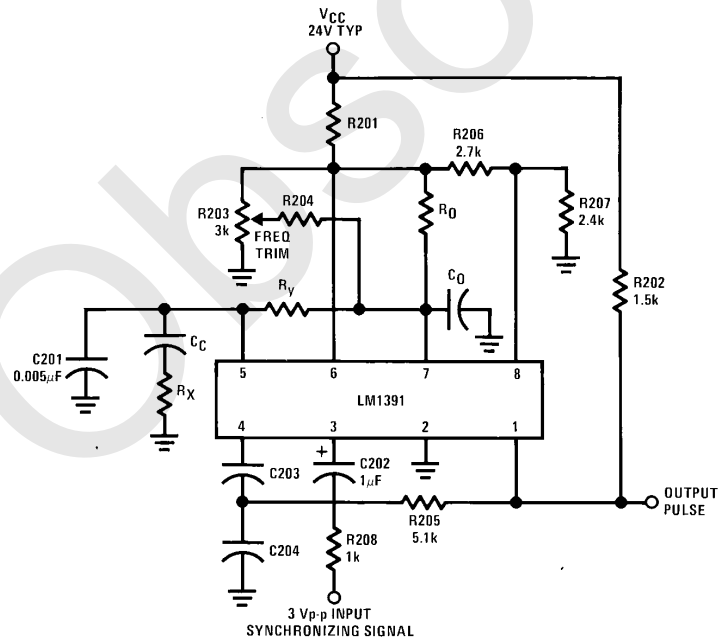 VCC
24V TYP
R201
R206
2.7k
R203
3k
R204
FREQ
TRIM
RO
R207
2.4k
CO
R202
1.5k
Ry
C201
0.005μF
CC
RX
5
6
7
8
LM1391
4
3
2
1
C203
+
C202
1μF
OUTPUT
PULSE
R205
5.1k
C204
R208
1k
3 Vp-p INPUT
SYNCHRONIZING SIGNAL
Obso